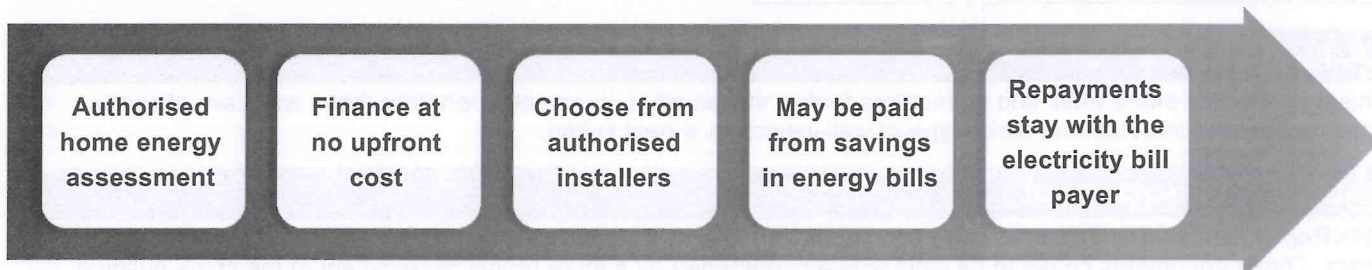 Authorised
home energy
assessment
Finance at
no upfront
cost
Choose from
authorised
installers
May be paid
from savings
in energy bills
Repayments
stay with the
electricity bill
payer